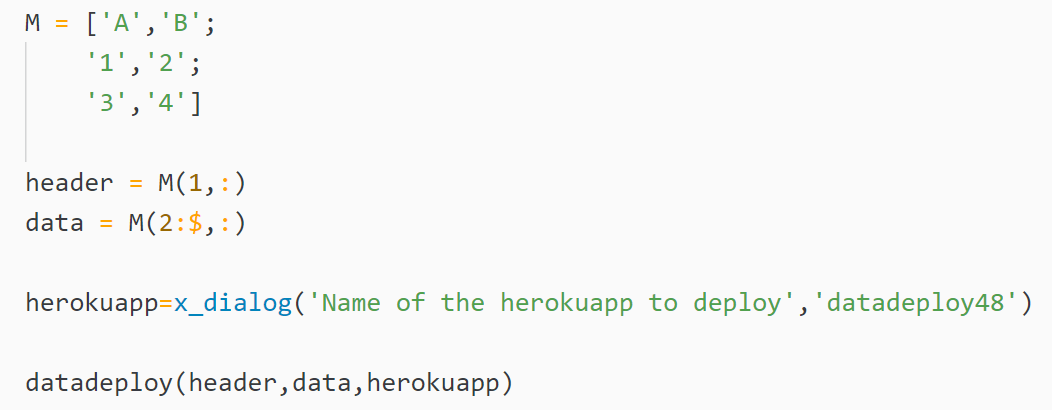 M = ['A','B';
'1','2';
'3','4']
header = M(1,:)
data = M(2:$,:)
herokuapp=x_dialog('Name of the herokuapp to deploy','datadeploy48')
datadeploy(header,data,herokuapp)